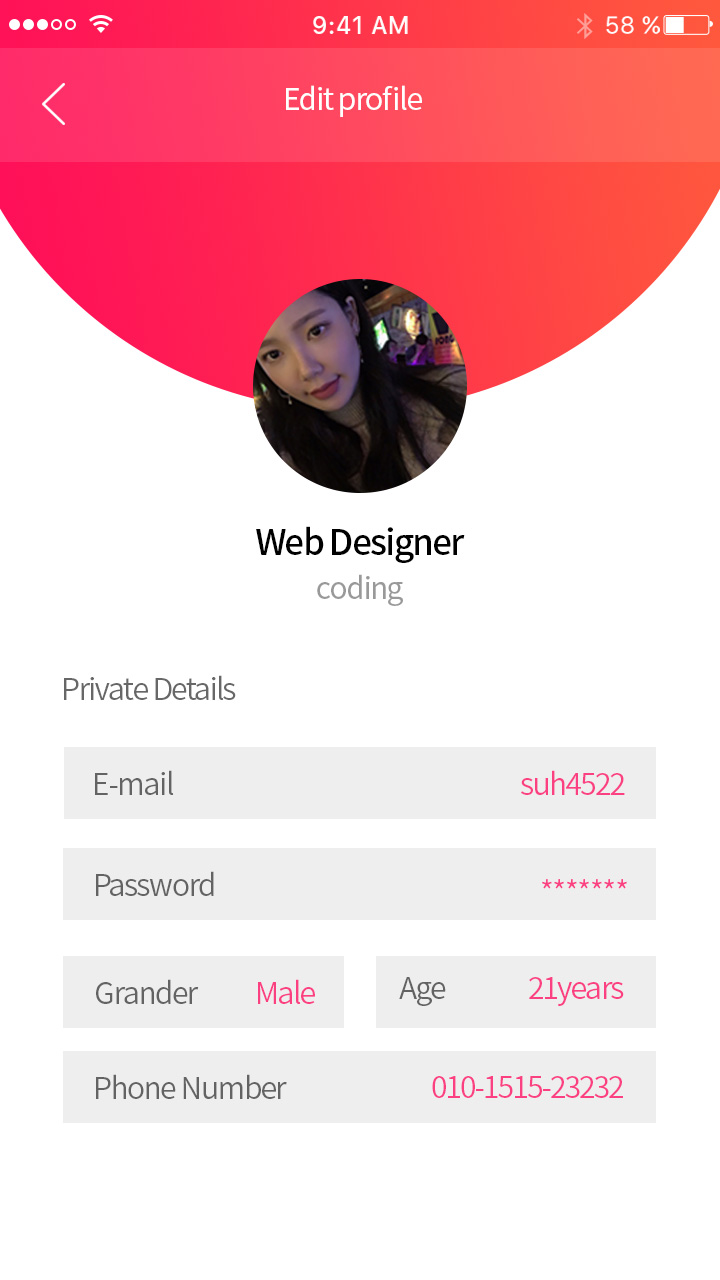 9:41 AM 58 %
Edit profile
Web Designer
coding
Private Details
E-mail suh4522
Password *******
Grander Male Age 21years
Phone Number 010-1515-23232